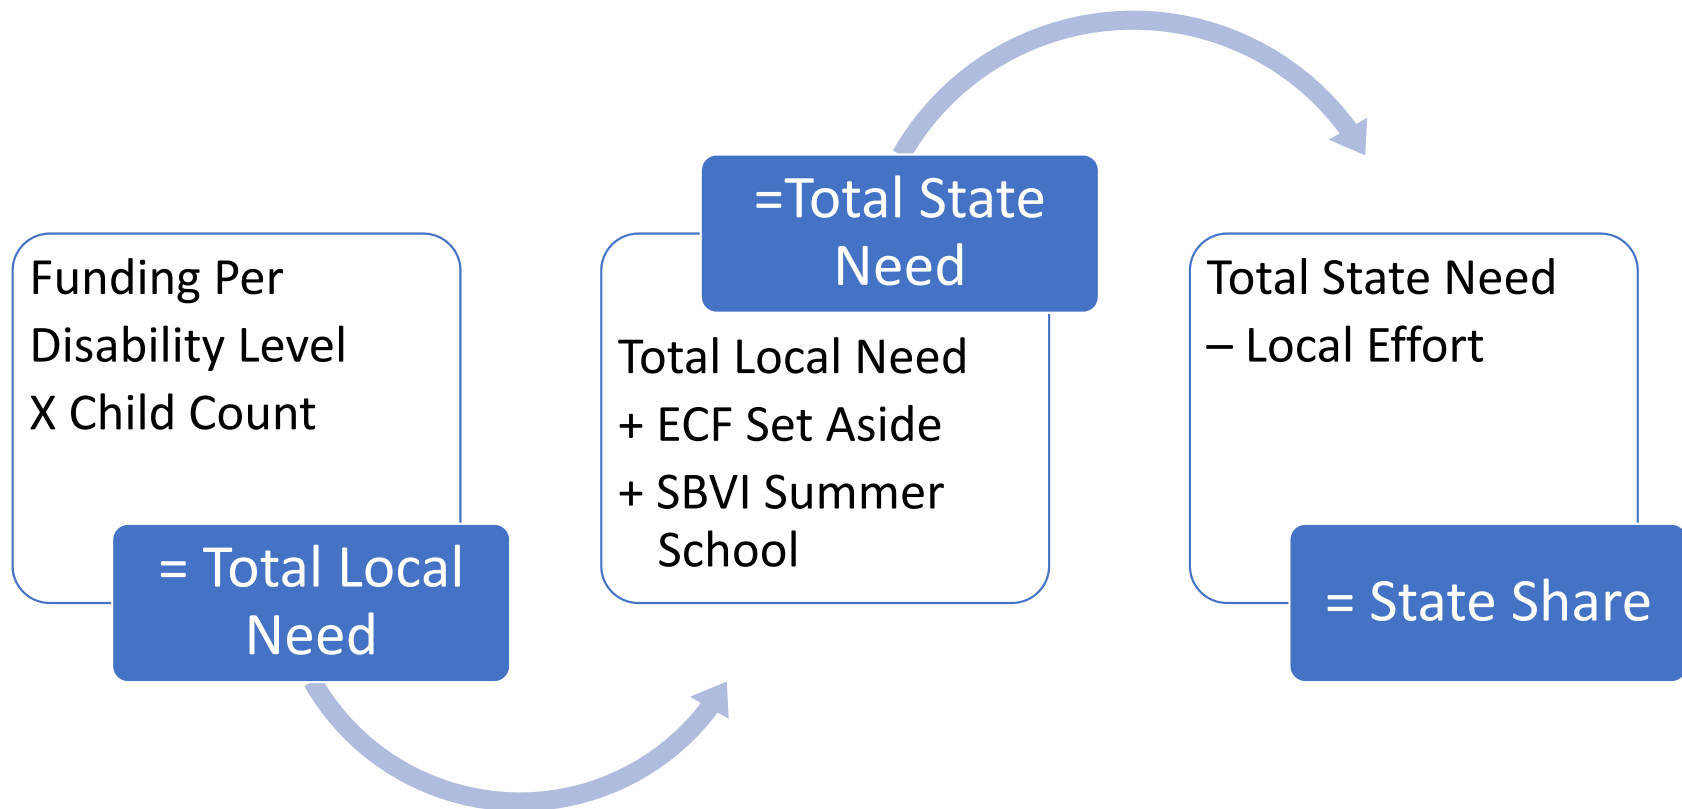 Funding Per
Disability Level
X Child Count
= Total Local
Need
=Total State
Need
Total Local Need
+ ECF Set Aside
+ SBVI Summer
School
Total State Need
– Local Effort
= State Share